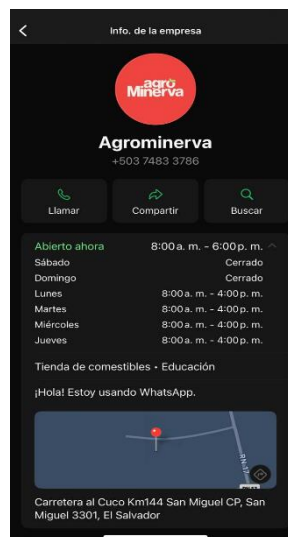 Info. de la empresa
agro
Minerva
Agrominerva
+503 7483 3786
Llamar Compartir Buscar
Abierto ahora 8:00 a. m. - 6:00 p. m.
Sábado Cerrado
Domingo Cerrado
Lunes 8:00 a. m. - 4:00 p. m.
Martes 8:00 a. m. - 4:00 p. m.
Miércoles 8:00 a. m. - 4:00 p. m.
Jueves 8:00 a. m. - 4:00 p. m.
Tienda de comestibles • Educación
¡Hola! Estoy usando WhatsApp.
RN-17
Carretera al Cuco Km144 San Miguel CP, San
Miguel 3301, El Salvador